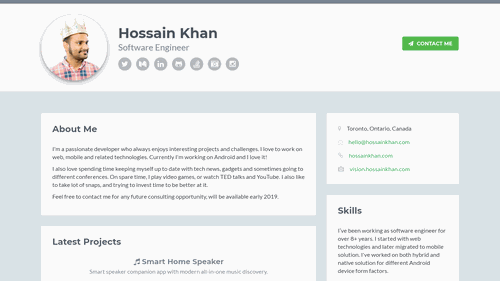 Hossain Khan
Software Engineer
CONTACT ME
About Me
I'm a passionate developer who always enjoys interesting projects and challenges. I love to work on
web, mobile and related technologies. Currently I'm working on Android and I love it!
I also love spending time keeping myself up to date with tech news, gadgets and sometimes going to
different conferences. On spare time, I play video games, or watch TED talks and YouTube. I also like
to take lot of snaps, and trying to invest time to be better at it.
Feel free to contact me for any future consulting opportunity, will be available early 2019.
Latest Projects
Smart Home Speaker
Smart speaker companion app with modern all-in-one music discovery.
Toronto, Ontario, Canada
hello@hossainkhan.com
hossainkhan.com
vision.hossainkhan.com
Skills
I've been working as software engineer for
over 8+ years. I started with web
technologies and later migrated to mobile
solution. I've worked on both hybrid and
native solution for different Android
device form factors.